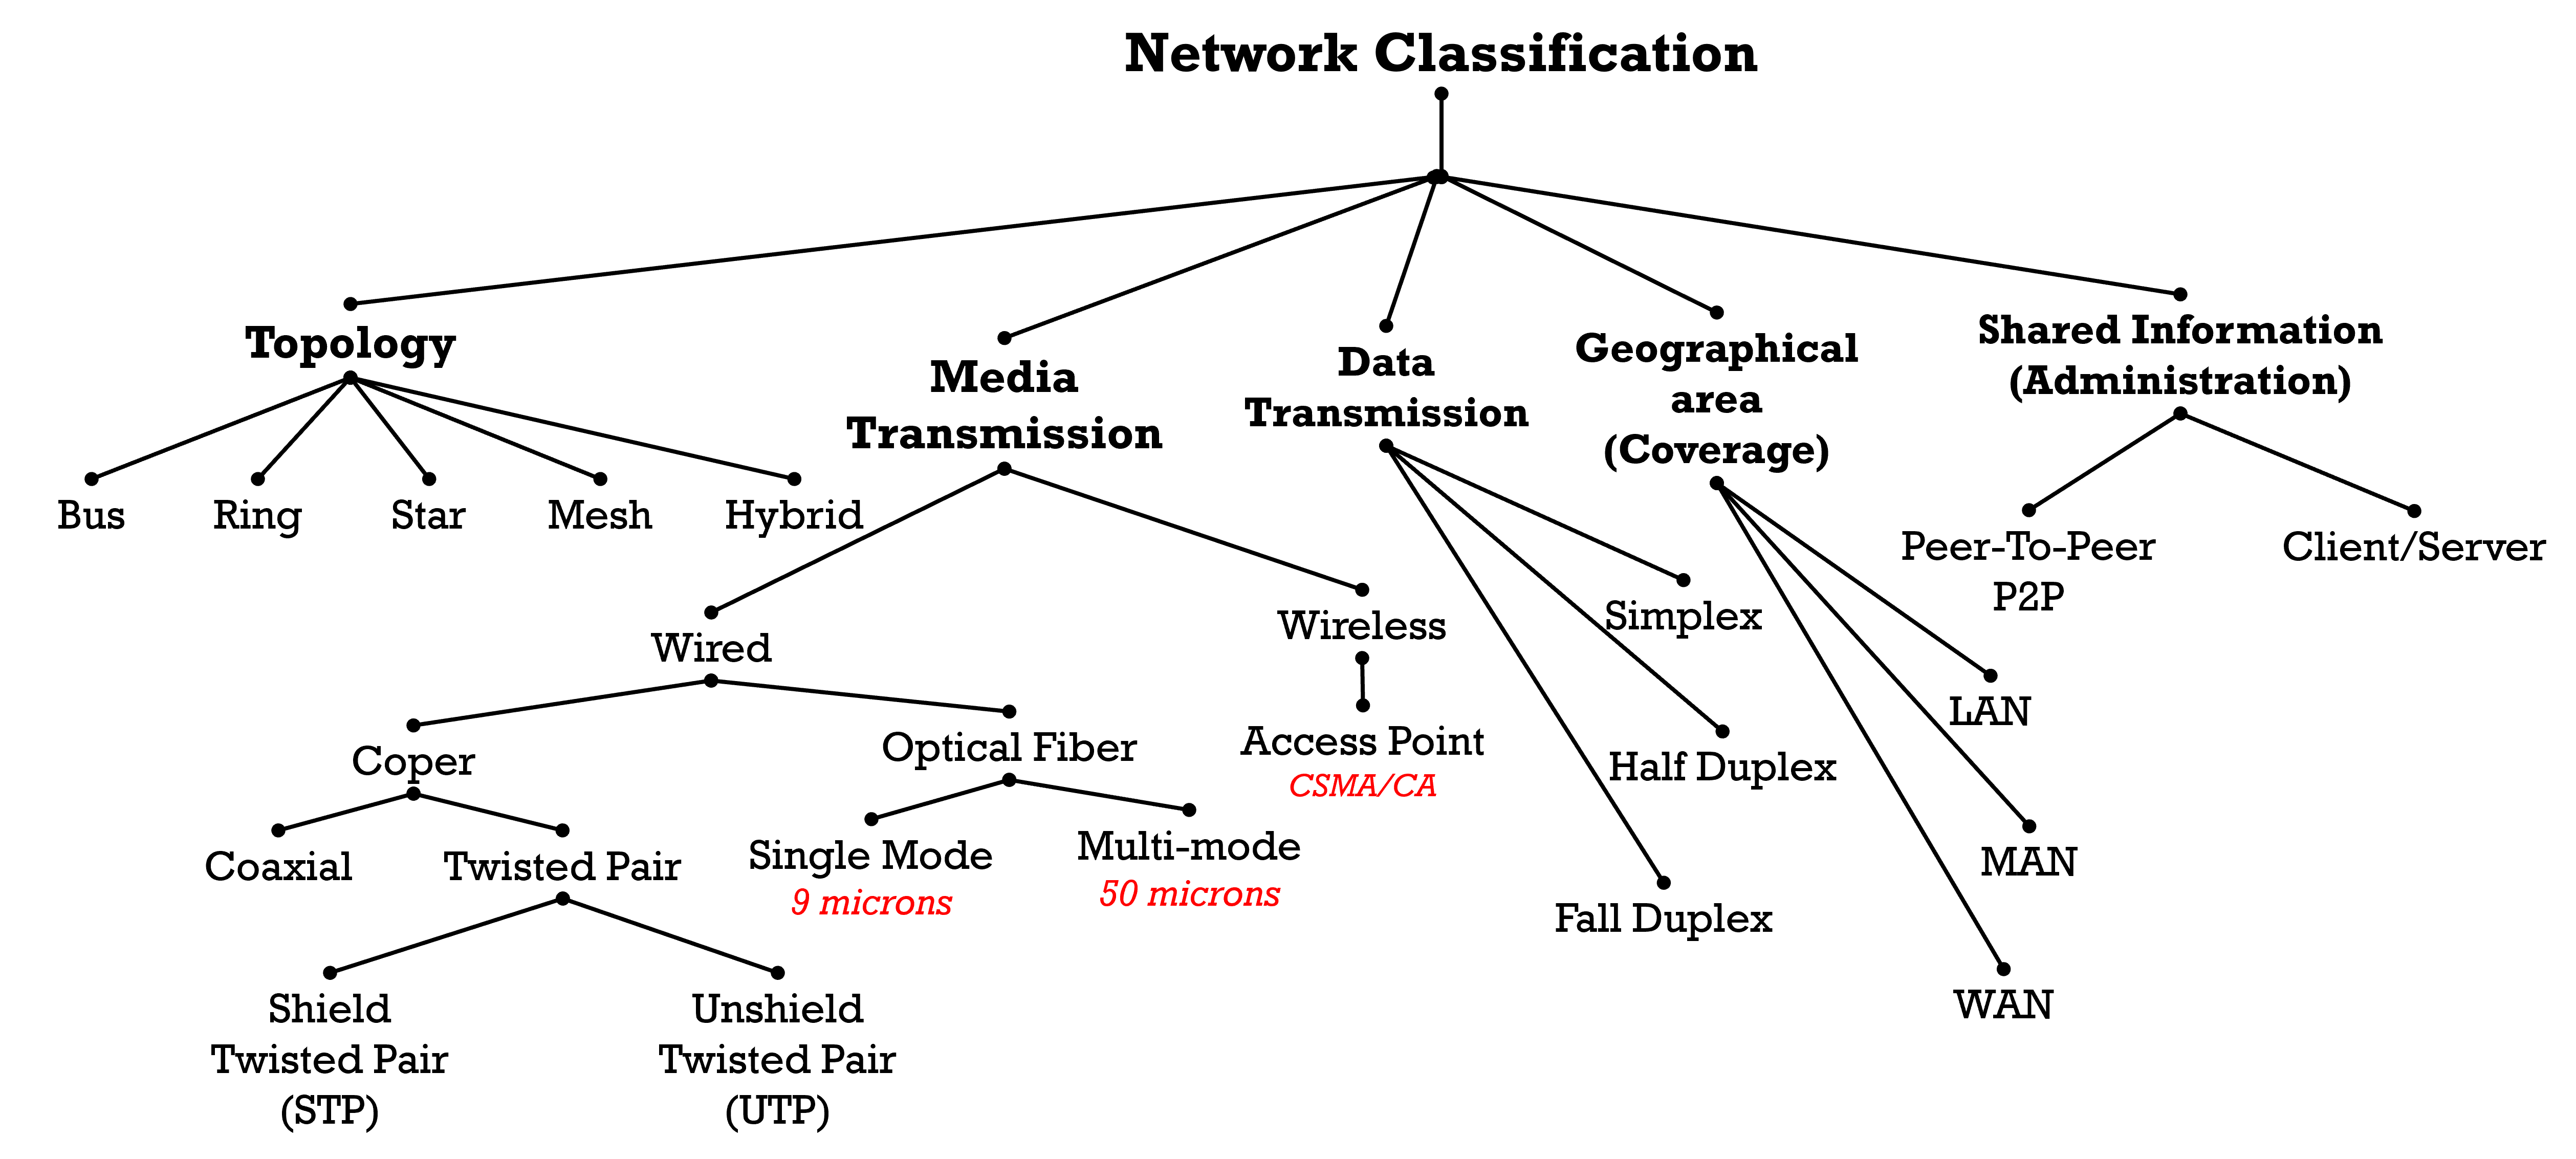 Network Classification
Topology
Bus
Ring
Star
Mesh
Hybrid
Media
Transmission
Wired
Coper
Coaxial
Twisted Pair
Shield
Twisted Pair
(STP)
Unshield
Twisted Pair
(UTP)
Optical Fiber
Single Mode
9 microns
Multi-mode
50 microns
Wireless
Access Point
CSMA/CA
Data
Transmission
Simplex
Half Duplex
Fall Duplex
Geographical
area
(Coverage)
LAN
MAN
WAN
Shared Information
(Administration)
Peer-To-Peer
P2P
Client/Server